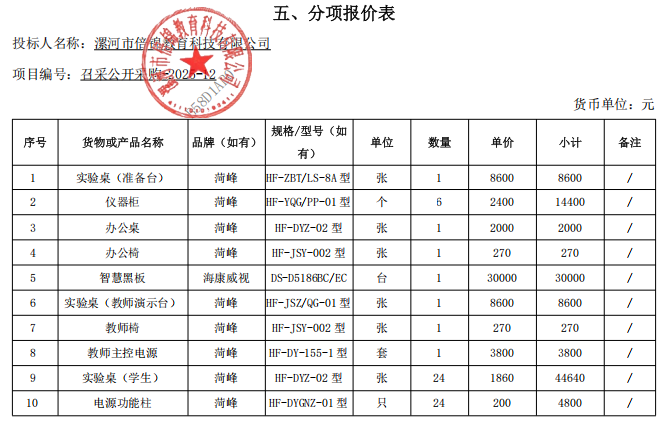 五、分项报价表
投标人名称：漯河市倍锦教育科技有限公司
项目编号：召采公开采购-2025-12
货币单位：元
序号 货物或产品名称 品牌（如有） 规格/型号（如有） 单位 数量 单价 小计 备注
1 实验桌（准备台） 菏峰 HF-ZBT/LS-8A 型 张 1 8600 8600 /
2 仪器柜 菏峰 HF-YQG/PP-01 型 个 6 2400 14400 /
3 办公桌 菏峰 HF-DYZ-02 型 张 1 2000 2000 /
4 办公椅 菏峰 HF-JSY-002 型 张 1 270 270 /
5 智慧黑板 海康威视 DS-D5186BC/EC 台 1 30000 30000 /
6 实验桌（教师演示台） 菏峰 HF-JSZ/QG-01 型 张 1 8600 8600 /
7 教师椅 菏峰 HF-JSY-002 型 张 1 270 270 /
8 教师主控电源 菏峰 HF-DY-155-1 型 套 1 3800 3800 /
9 实验桌（学生） 菏峰 HF-DYZ-02 型 张 24 1860 44640 /
10 电源功能柱 菏峰 HF-DYGNZ-01 型 只 24 200 4800 /